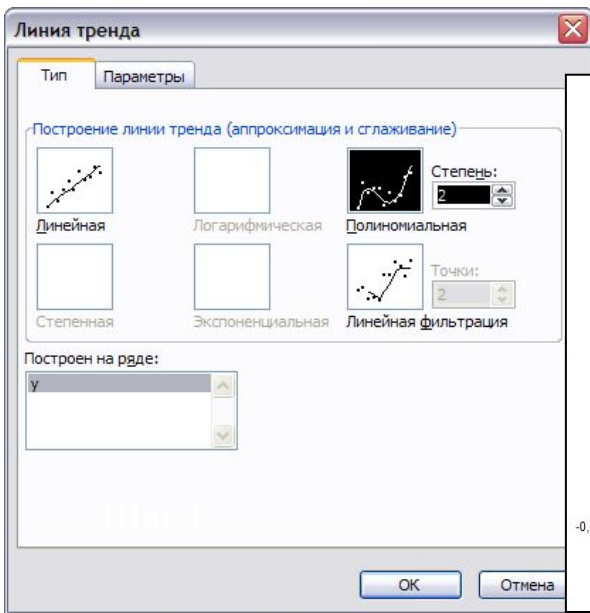 Линия тренда
Тип Параметры
Построение линии тренда (аппроксимация и сглаживание)
Степень:
2
Линейная Логарифмическая Полиномиальная
Точки:
2
Степенная Экспоненциальная Линейная фильтрация
Построен на ряде:
y
-0,
OK Отмена